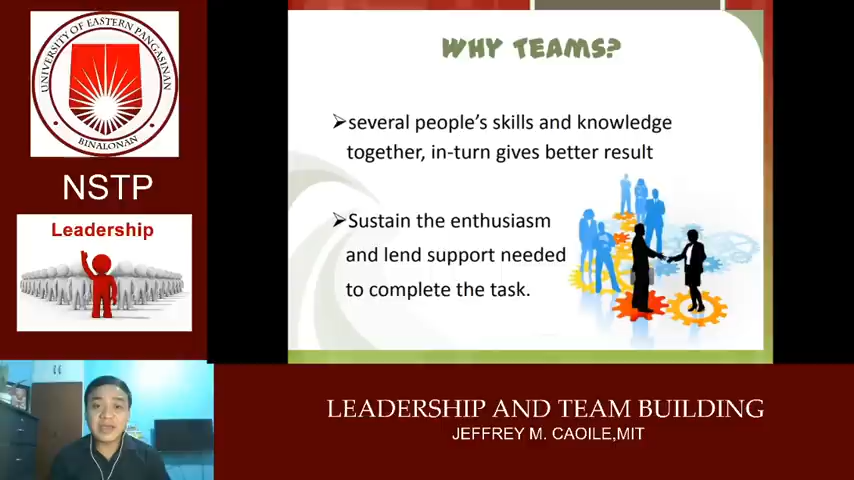 UNIVERSITY OF EASTERN PANGASINAN
BINALONAN
NSTP
Leadership
WHY TEAMS?
➢several people's skills and knowledge
together, in-turn gives better result
➢Sustain the enthusiasm
and lend support needed
to complete the task.
LEADERSHIP AND TEAM BUILDING
JEFFREY M. CAOILE,MIT